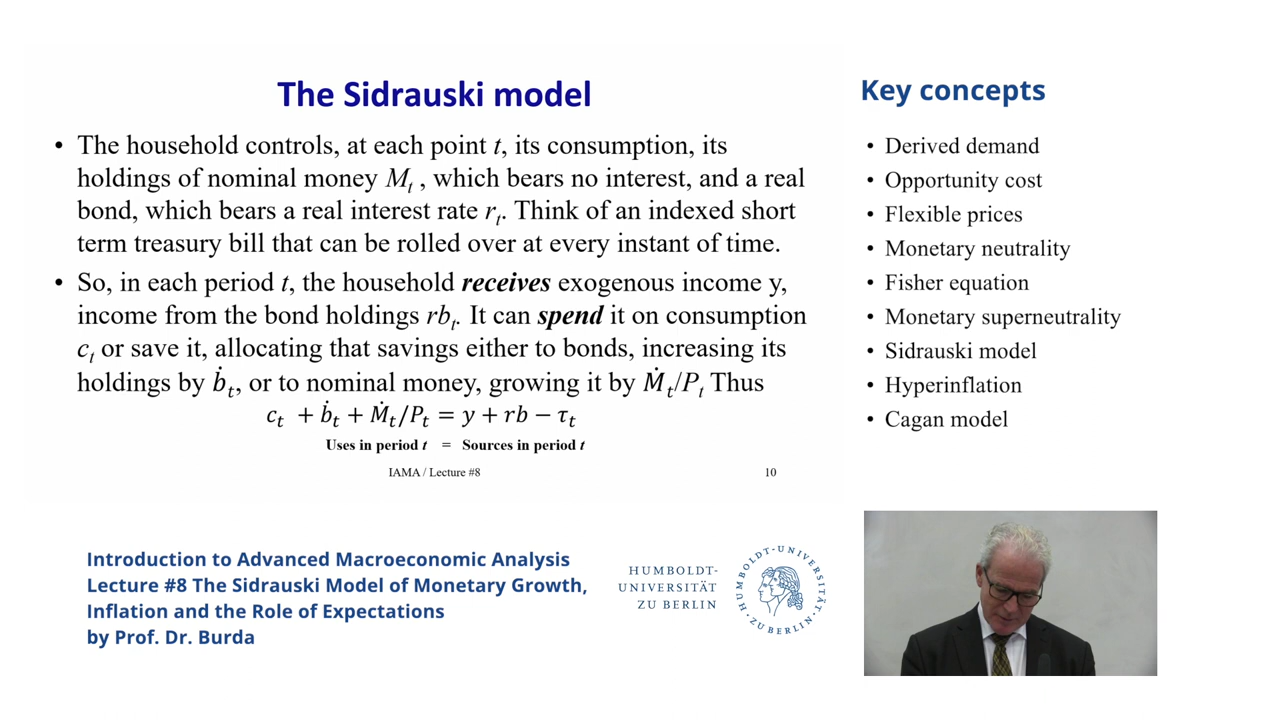 The Sidrauski model
• The household controls, at each point t, its consumption, its
holdings of nominal money Mₜ , which bears no interest, and a real
bond, which bears a real interest rate rₜ. Think of an indexed short
term treasury bill that can be rolled over at every instant of time.
• So, in each period t, the household receives exogenous income y,
income from the bond holdings rbₜ. It can spend it on consumption
cₜ or save it, allocating that savings either to bonds, increasing its
holdings by ḃₜ, or to nominal money, growing it by Ṁₜ/Pₜ Thus
cₜ + ḃₜ + Ṁₜ/Pₜ = y + rb − τₜ
Uses in period t = Sources in period t
IAMA / Lecture #8
10
Key concepts
• Derived demand
• Opportunity cost
• Flexible prices
• Monetary neutrality
• Fisher equation
• Monetary superneutrality
• Sidrauski model
• Hyperinflation
• Cagan model
Introduction to Advanced Macroeconomic Analysis
Lecture #8 The Sidrauski Model of Monetary Growth,
Inflation and the Role of Expectations
by Prof. Dr. Burda
HUMBOLDT-
UNIVERSITÄT
ZU BERLIN
HUMBOLDT-UNIVERSITÄT
ZU BERLIN